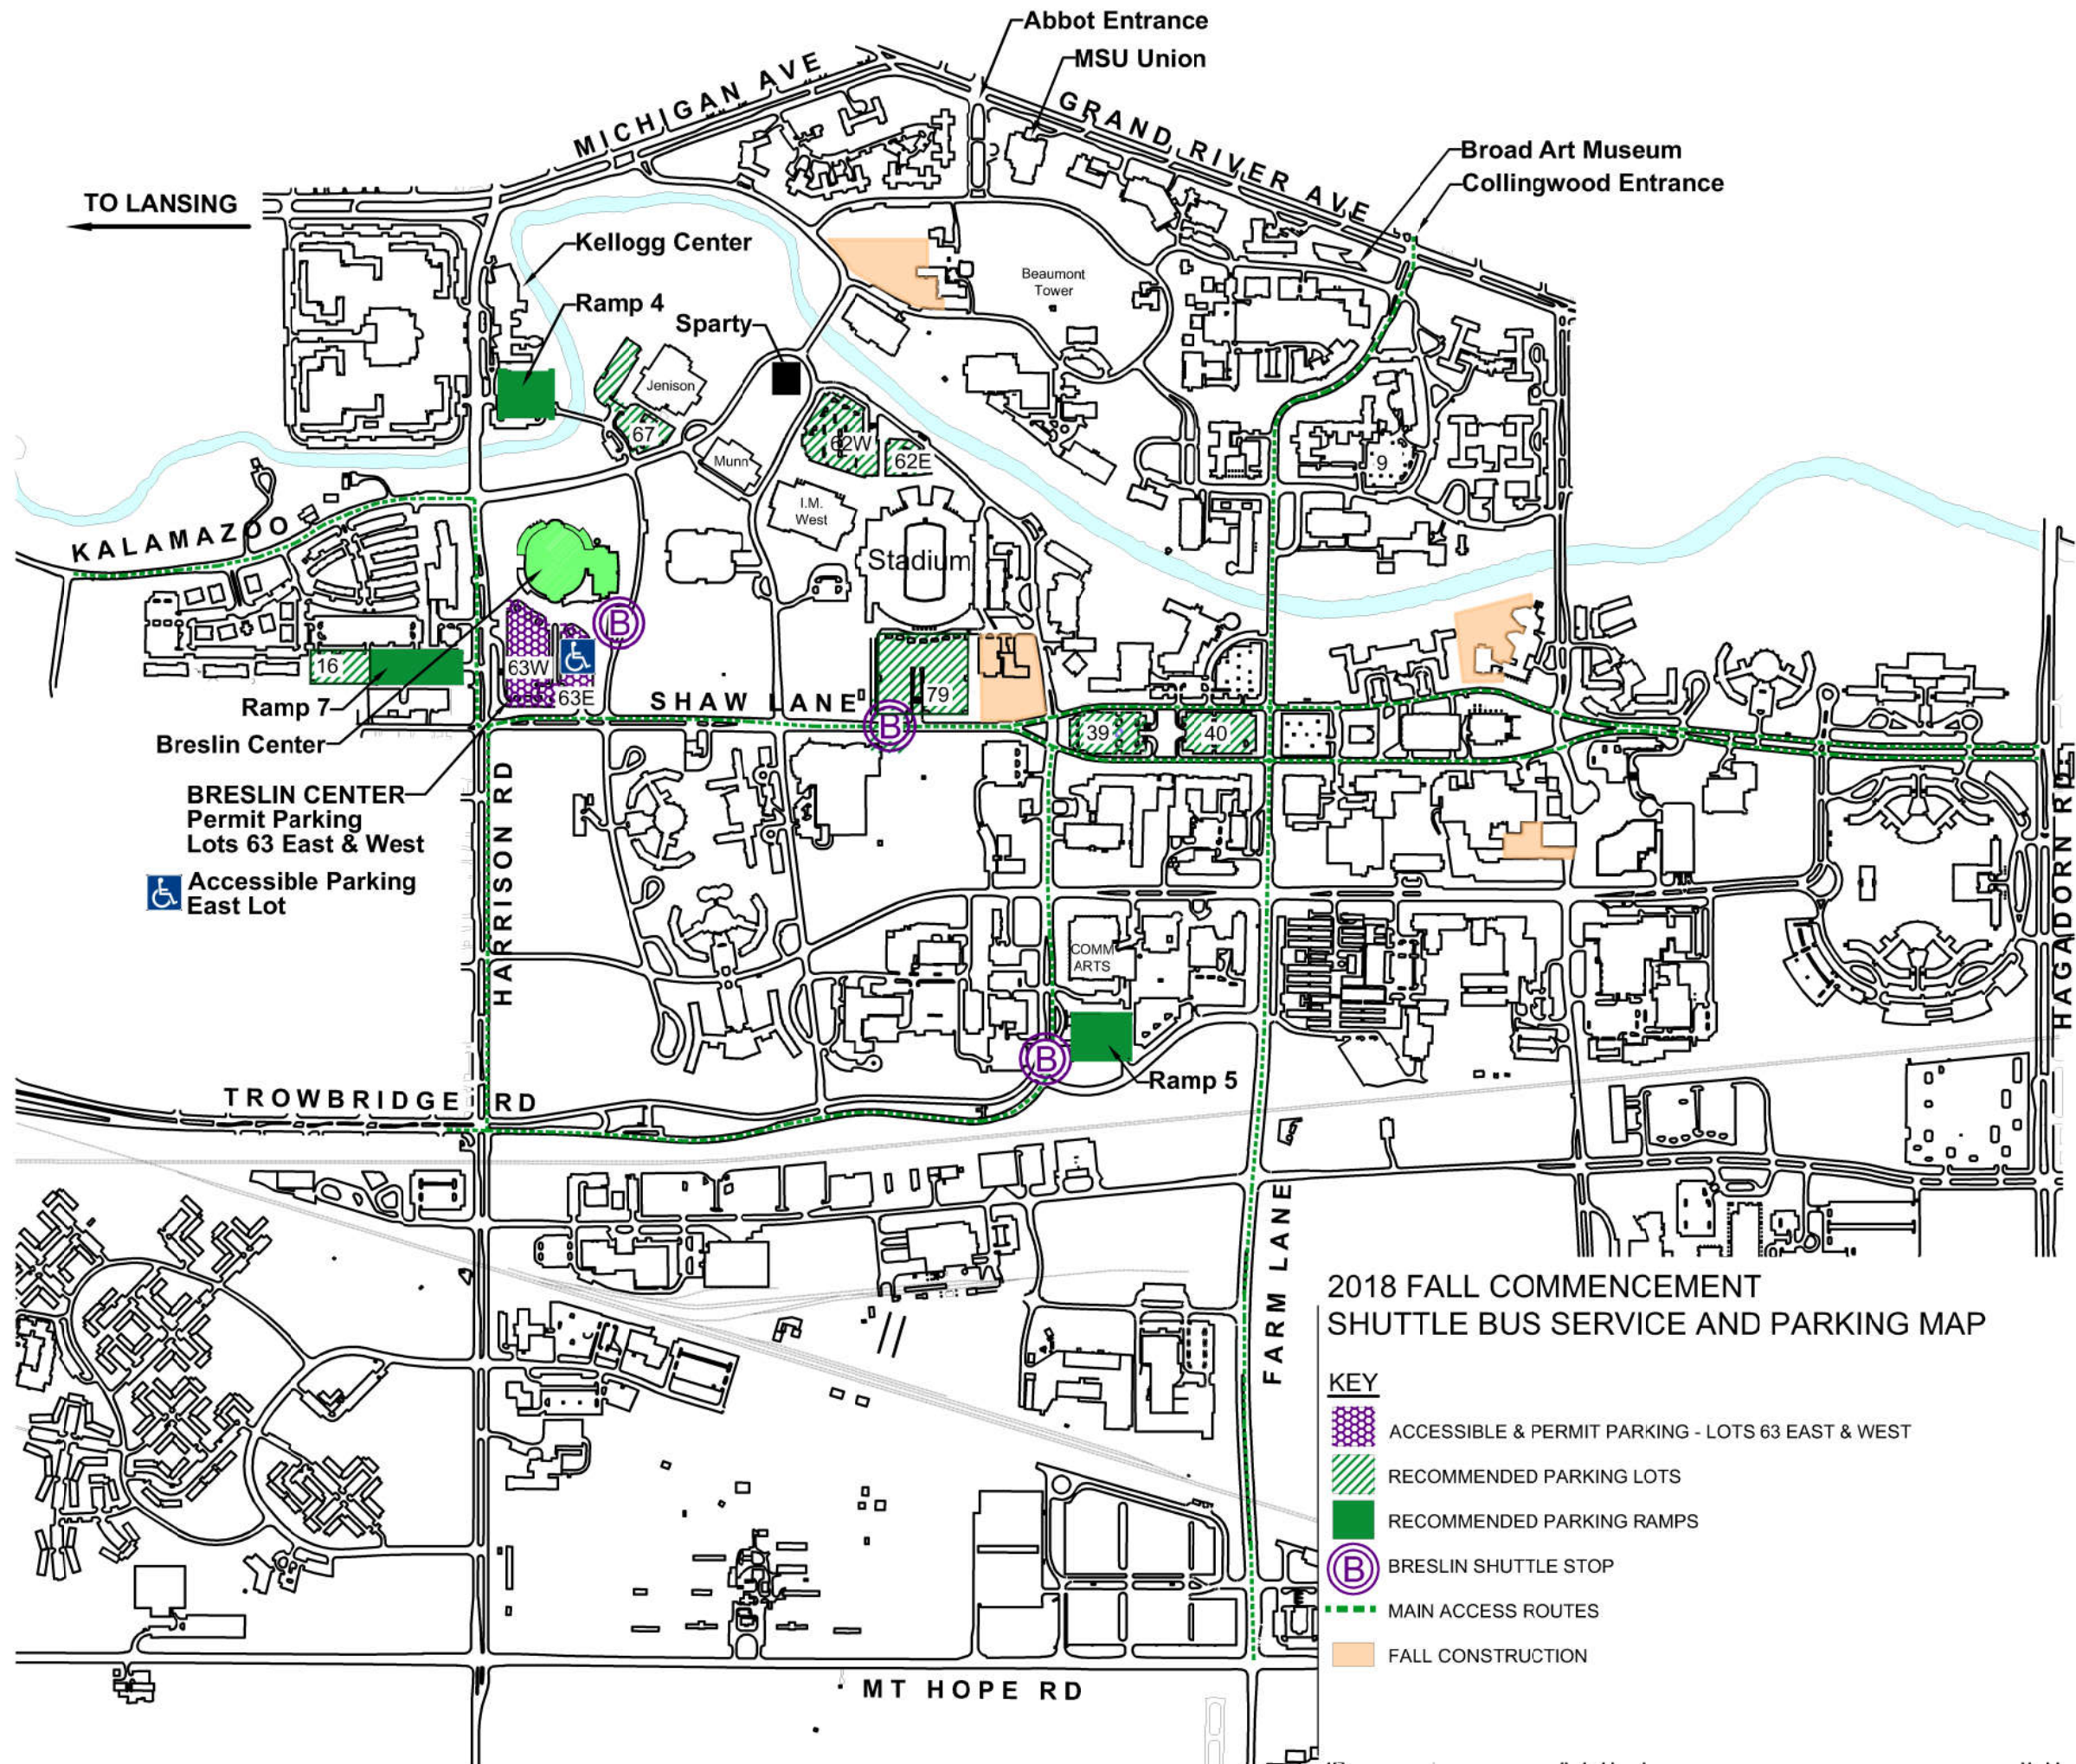 Abbot Entrance
MSU Union
MICHIGAN AVE
GRAND RIVER AVE
Broad Art Museum
Collingwood Entrance
TO LANSING
Kellogg Center
Ramp 4
Sparty
Beaumont
Tower
Jenison
67
62W
62E
Munn
9
I.M.
West
KALAMAZOO
Stadium
B
16
63W
63E
79
SHAW LANE
B
39
40
Ramp 7
Breslin Center
BRESLIN CENTER
Permit Parking
Lots 63 East & West
Accessible Parking
East Lot
HARRISON RD
HAGADORN RD
COMM
ARTS
B
Ramp 5
TROWBRIDGE RD
FARM LANE
MT HOPE RD
2018 FALL COMMENCEMENT
SHUTTLE BUS SERVICE AND PARKING MAP
KEY
ACCESSIBLE & PERMIT PARKING - LOTS 63 EAST & WEST
RECOMMENDED PARKING LOTS
RECOMMENDED PARKING RAMPS
B BRESLIN SHUTTLE STOP
MAIN ACCESS ROUTES
FALL CONSTRUCTION